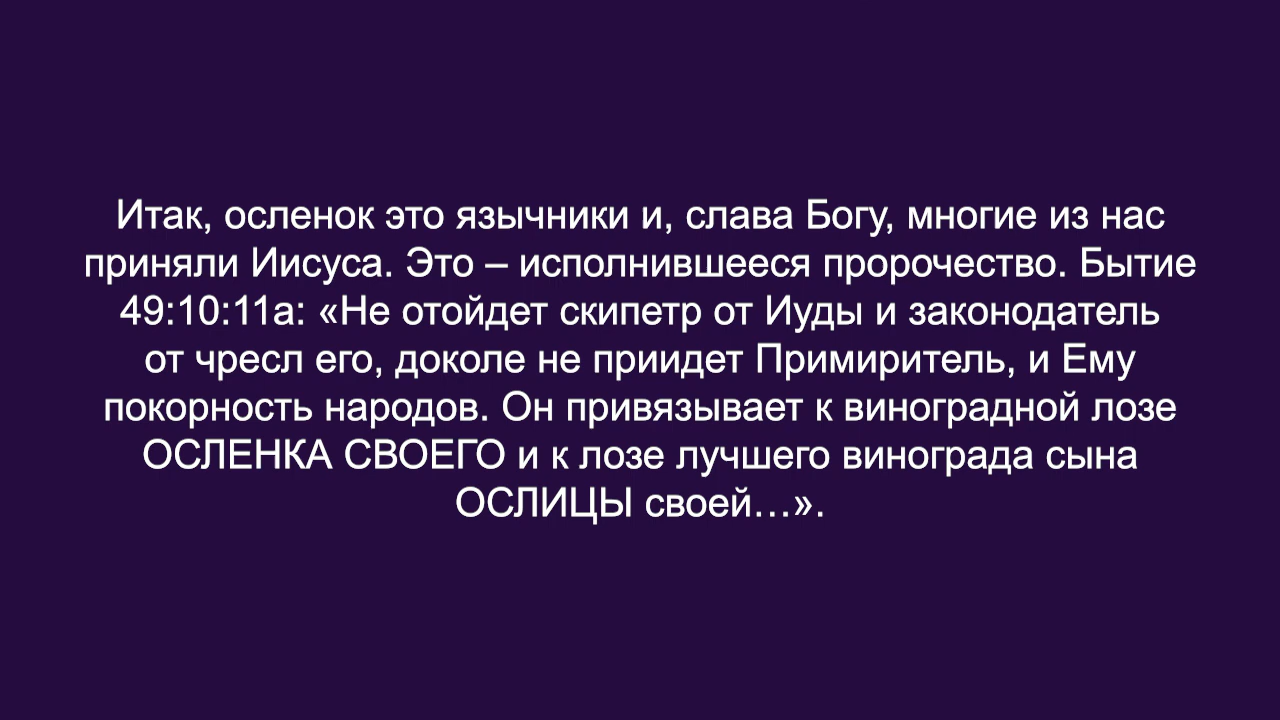 Итак, осленок это язычники и, слава Богу, многие из нас
приняли Иисуса. Это – исполнившееся пророчество. Бытие
49:10:11а: «Не отойдет скипетр от Иуды и законодатель
от чресл его, доколе не приидет Примиритель, и Ему
покорность народов. Он привязывает к виноградной лозе
ОСЛЕНКА СВОЕГО и к лозе лучшего винограда сына
ОСЛИЦЫ своей…».